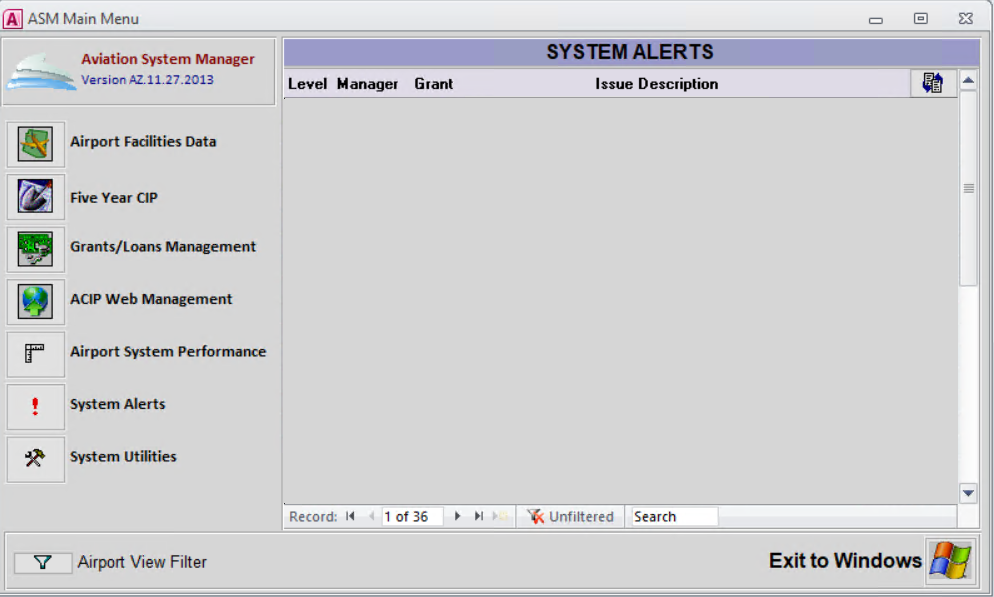 ASM Main Menu
Aviation System Manager
Version AZ.11.27.2013
Airport Facilities Data
Five Year CIP
Grants/Loans Management
ACIP Web Management
Airport System Performance
System Alerts
System Utilities
SYSTEM ALERTS
Level Manager Grant Issue Description
Record: 1 of 36 Unfiltered Search
Airport View Filter
Exit to Windows